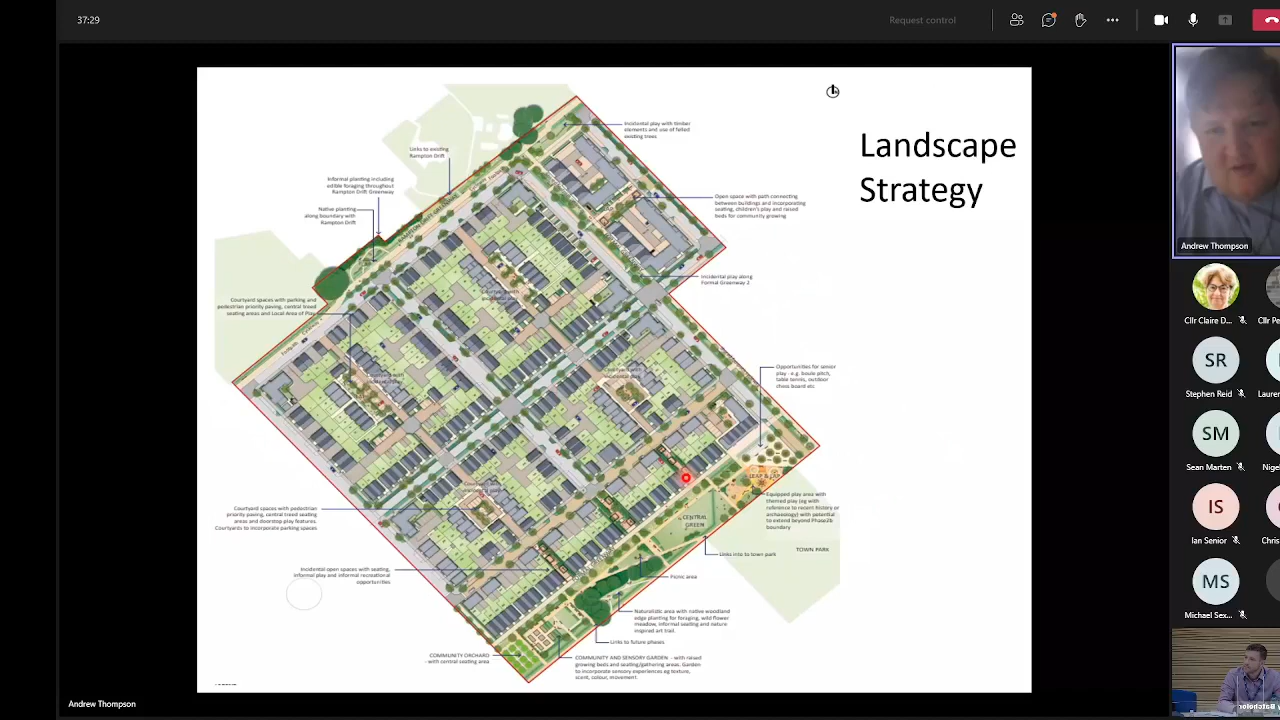 37:29
Request control
Landscape
Strategy
Incidental play with timber
elements and use of felled
existing trees
Links to existing
Rampton Drift
Informal planting including
edible foraging throughout
Rampton Drift Greenway
Native planting
along boundary with
Rampton Drift
Open space with path connecting
between buildings and incorporating
seating, children's play and raised
beds for community growing
Incidental play along
Formal Greenway 2
Courtyard spaces with parking and
pedestrian priority paving, central treed
seating areas and Local Area of Play
Opportunities for senior
play - e.g. boule pitch,
table tennis, outdoor
chess board etc.
LEAP & LAP
Equipped play area with
themed play (eg with
reference to recent history or
archaeology) with potential
to extend beyond Phase2b
boundary
CENTRAL
GREEN
Courtyard spaces with pedestrian
priority paving, central treed seating
areas and doorstep play features.
Courtyards to incorporate parking spaces
Links into to town park
TOWN PARK
Incidental open spaces with seating,
informal play and informal recreational
opportunities
Picnic area
Naturalistic area with native woodland
edge planting for foraging, wild flower
meadow, informal seating and nature
inspired art trail.
Links to future phases
COMMUNITY ORCHARD
- with central seating area
COMMUNITY AND SENSORY GARDEN - with raised
growing beds and seating/gathering areas. Garden
to incorporate sensory experiences eg texture,
scent, colour, movement.
Andrew Thompson
Andrew Thompson
Sarah Claire
SR
Stephen
Lauren
SM
MS
Michael Sexton